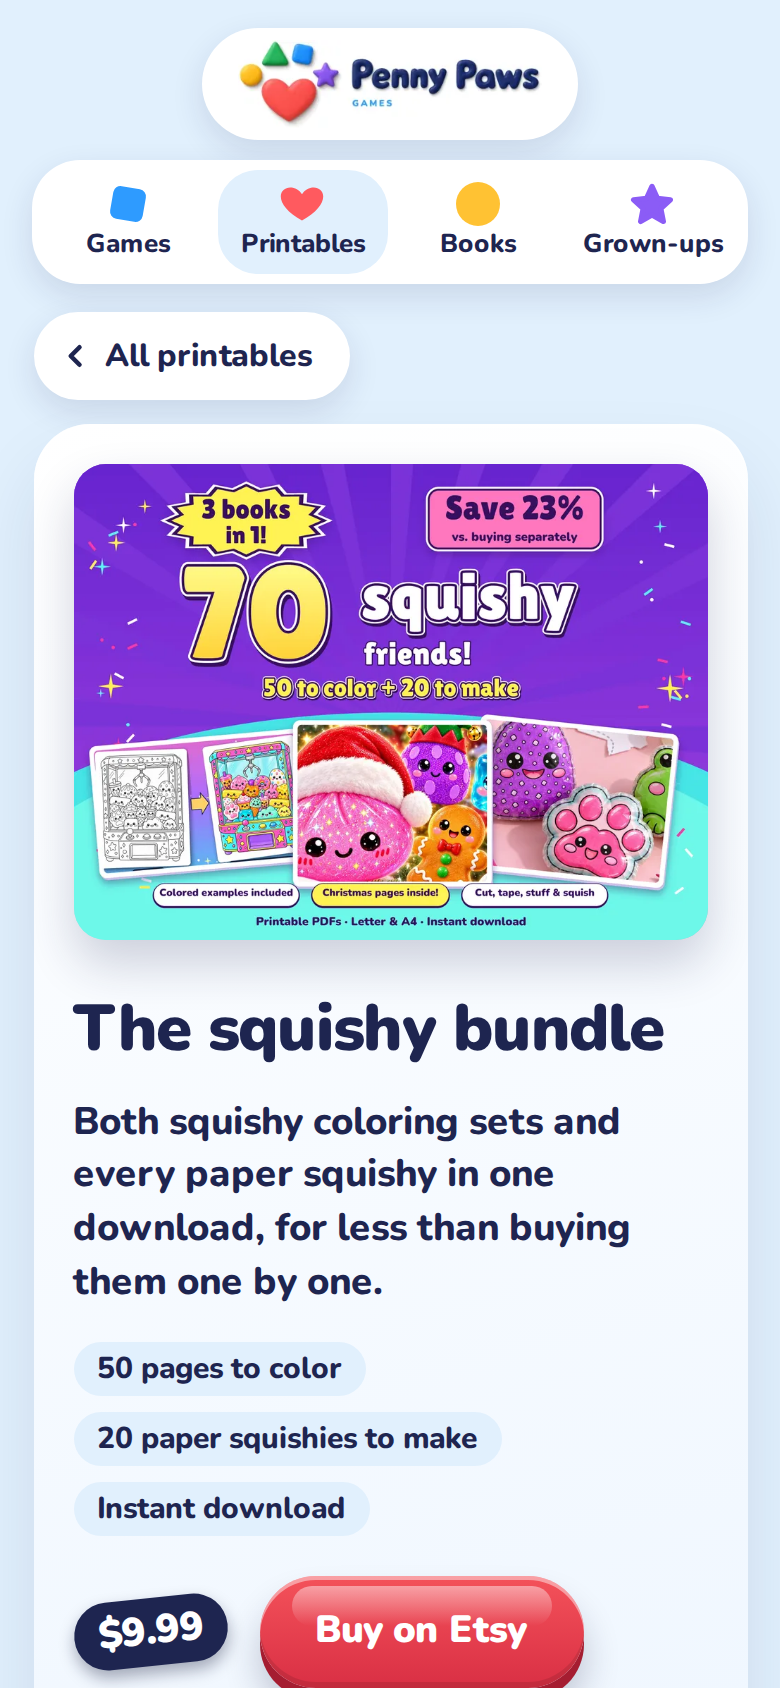 Penny Paws
GAMES
Games
Printables
Books
Grown-ups
All printables
3 books
in 1!
Save 23%
vs. buying separately
70
squishy
friends!
50 to color + 20 to make
Colored examples included
Christmas pages inside!
Cut, tape, stuff & squish
Printable PDFs · Letter & A4 · Instant download
The squishy bundle
Both squishy coloring sets and
every paper squishy in one
download, for less than buying
them one by one.
50 pages to color
20 paper squishies to make
Instant download
$9.99
Buy on Etsy